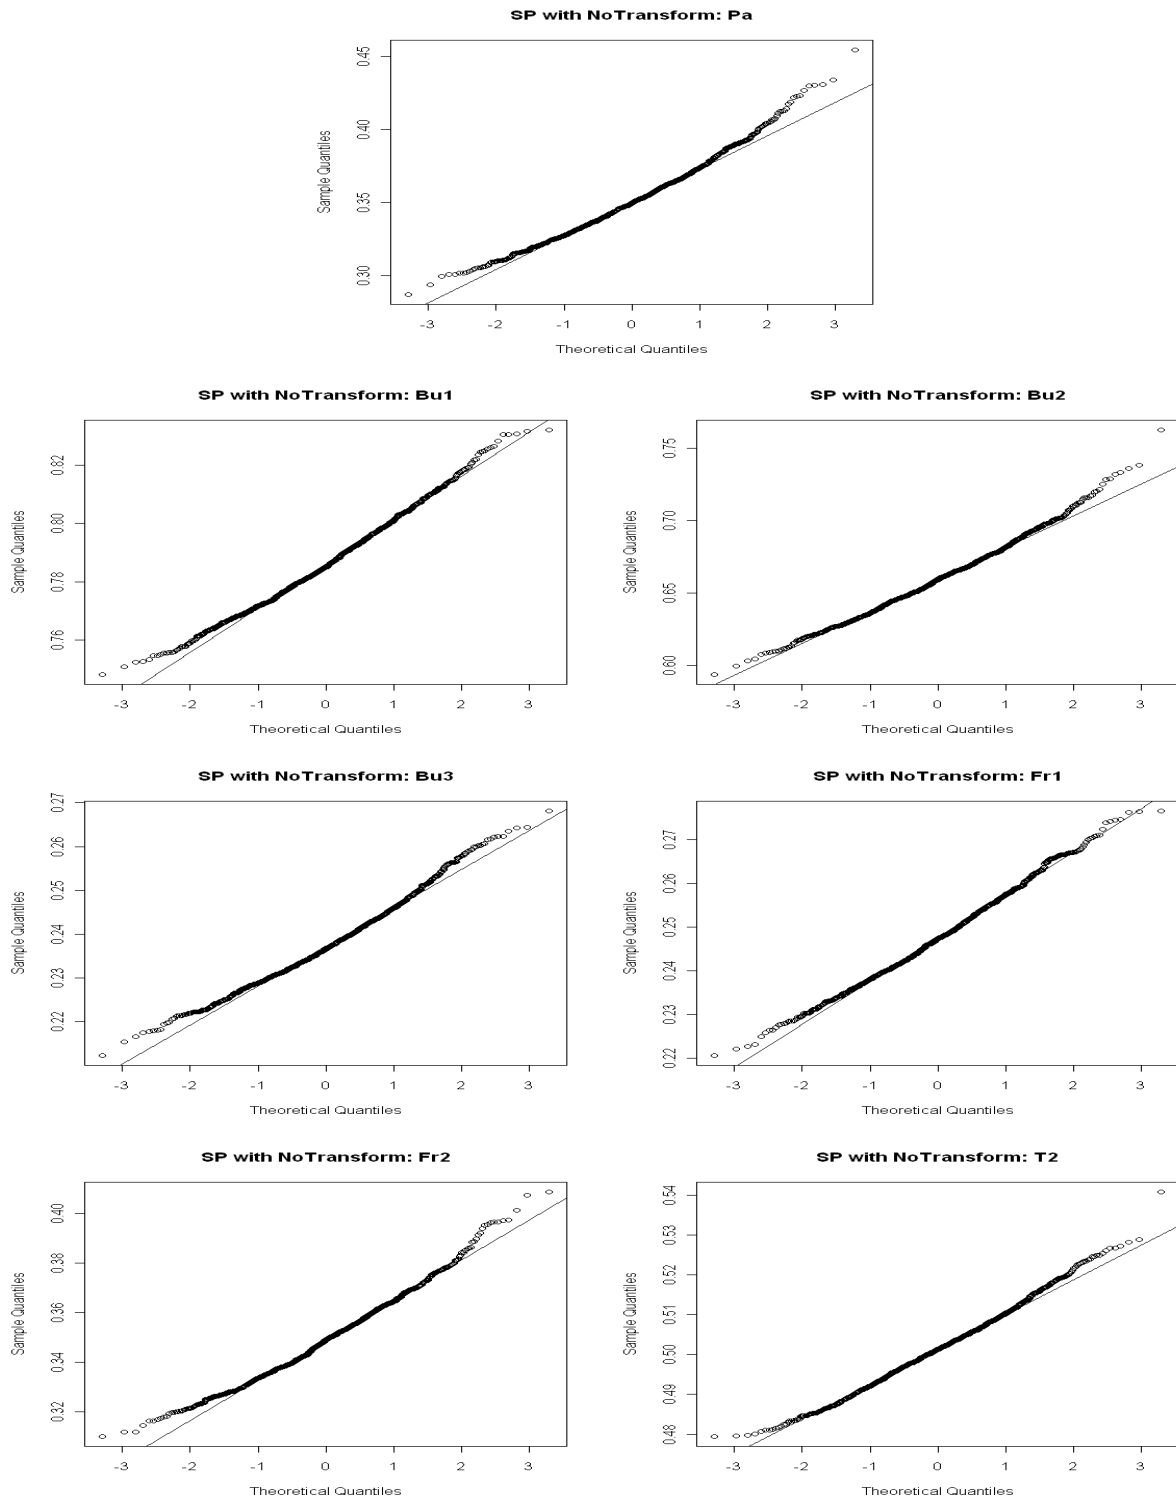 SP with NoTransform: Pa
Sample Quantiles
0.45
0.40
0.35
0.30
-3 -2 -1 0 1 2 3
Theoretical Quantiles
SP with NoTransform: Bu1
Sample Quantiles
0.82
0.80
0.78
0.76
-3 -2 -1 0 1 2 3
Theoretical Quantiles
SP with NoTransform: Bu2
Sample Quantiles
0.75
0.70
0.65
0.60
-3 -2 -1 0 1 2 3
Theoretical Quantiles
SP with NoTransform: Bu3
Sample Quantiles
0.27
0.26
0.25
0.24
0.23
0.22
-3 -2 -1 0 1 2 3
Theoretical Quantiles
SP with NoTransform: Fr1
Sample Quantiles
0.27
0.26
0.25
0.24
0.23
0.22
-3 -2 -1 0 1 2 3
Theoretical Quantiles
SP with NoTransform: Fr2
Sample Quantiles
0.40
0.38
0.36
0.34
0.32
-3 -2 -1 0 1 2 3
Theoretical Quantiles
SP with NoTransform: T2
Sample Quantiles
0.54
0.53
0.52
0.51
0.50
0.49
0.48
-3 -2 -1 0 1 2 3
Theoretical Quantiles